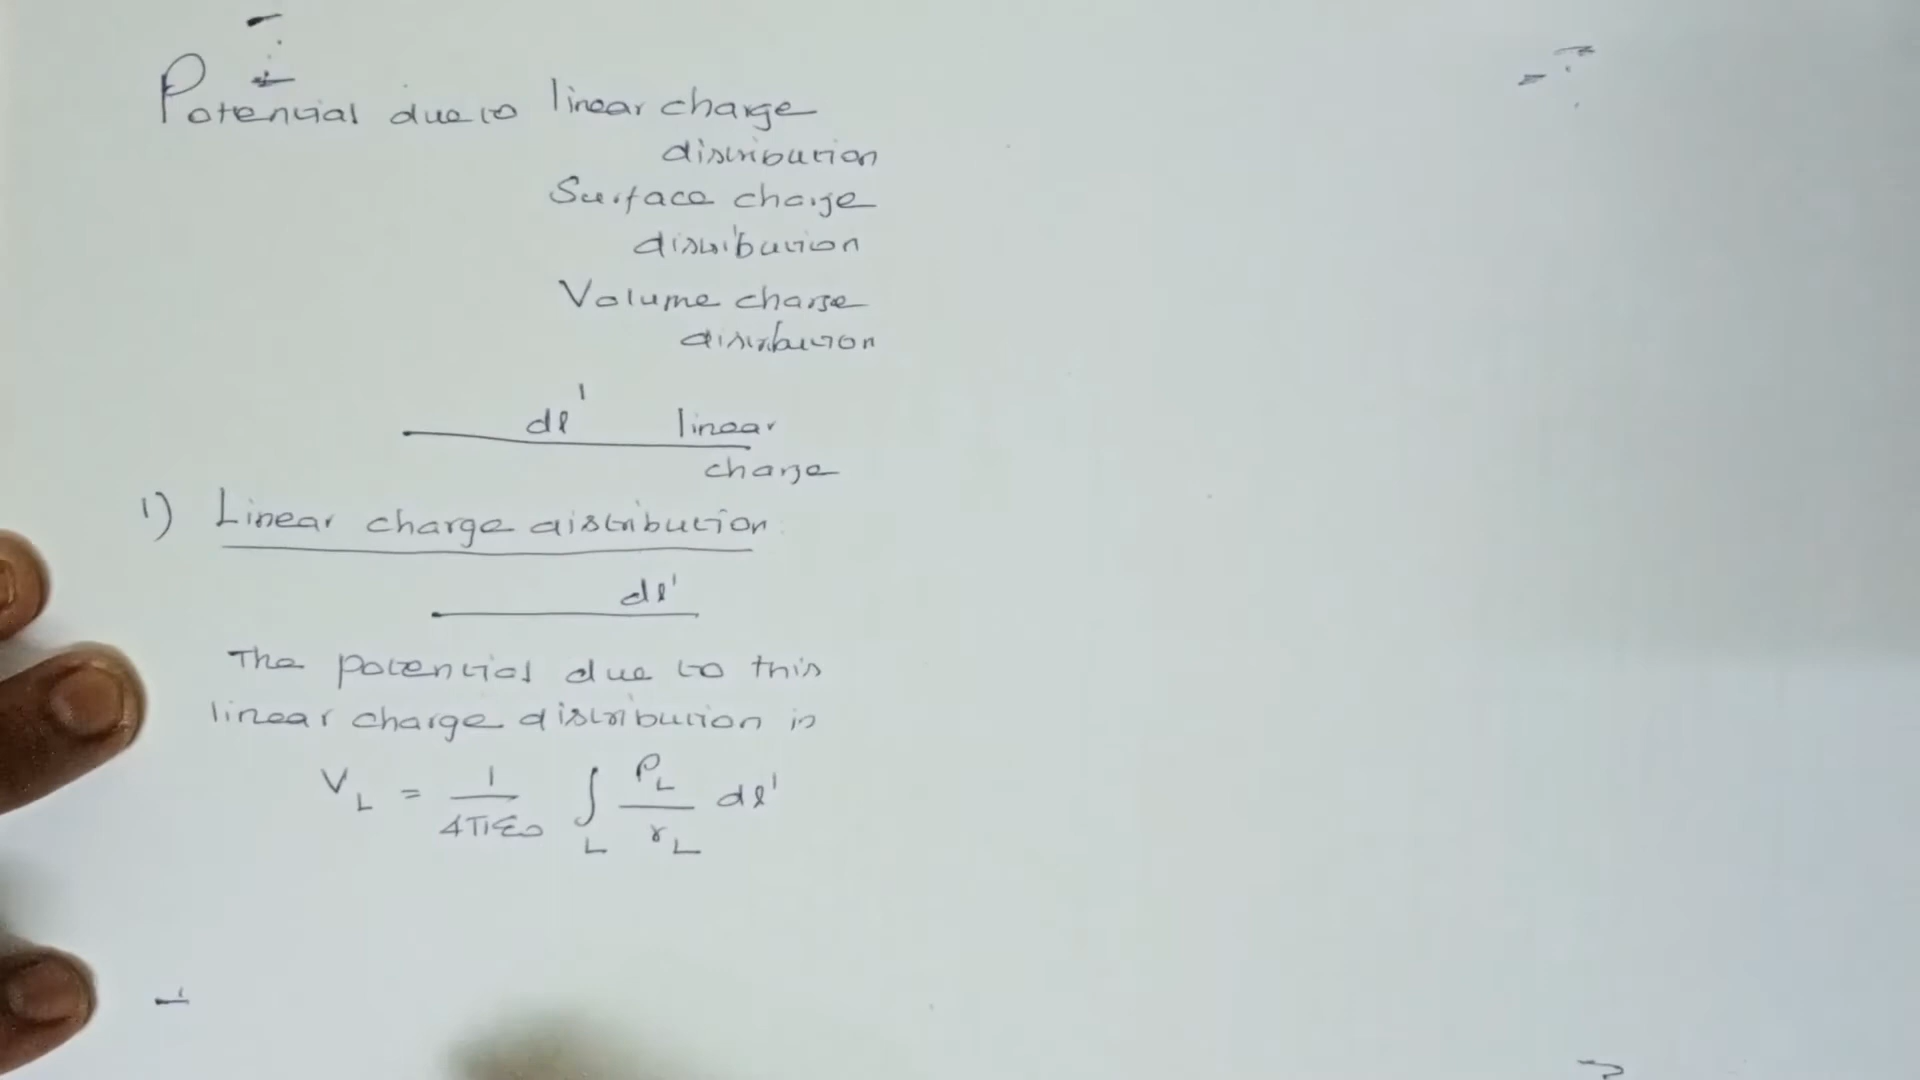 Potential due to linear charge
distribution
Surface charge
distribution
Volume charge
distribution
dl' linear
charge
1) Linear charge distribution:
dl'
The potential due to this
linear charge distribution is
V_L = 1/4πε0 ∫_L ρ_L/r_L dl'